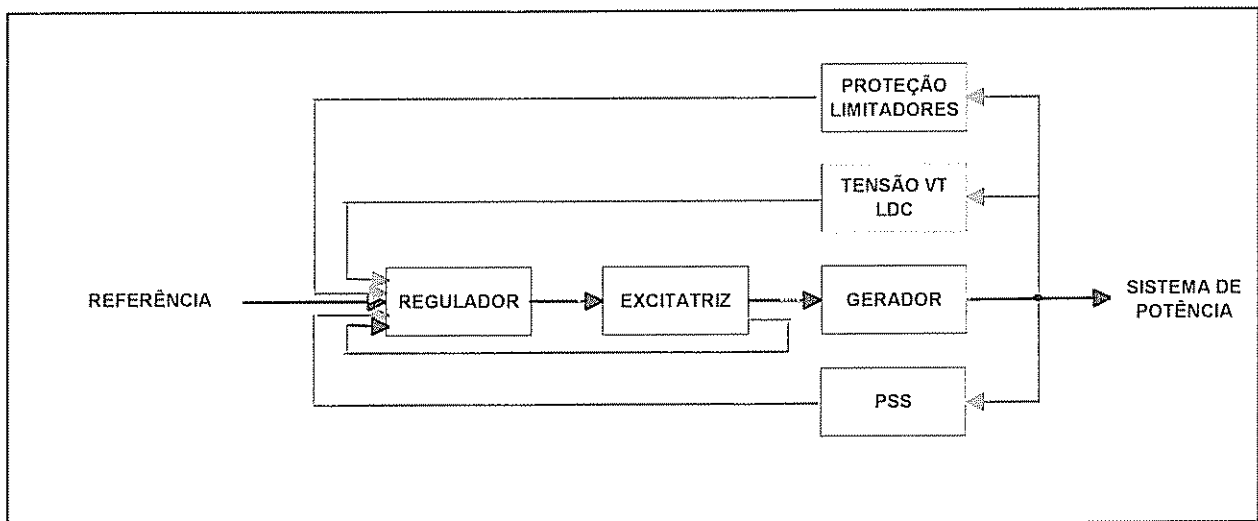 PROTEÇÃO
LIMITADORES
TENSÃO VT
LDC
REFERÊNCIA
REGULADOR
EXCITATRIZ
GERADOR
SISTEMA DE
POTÊNCIA
PSS